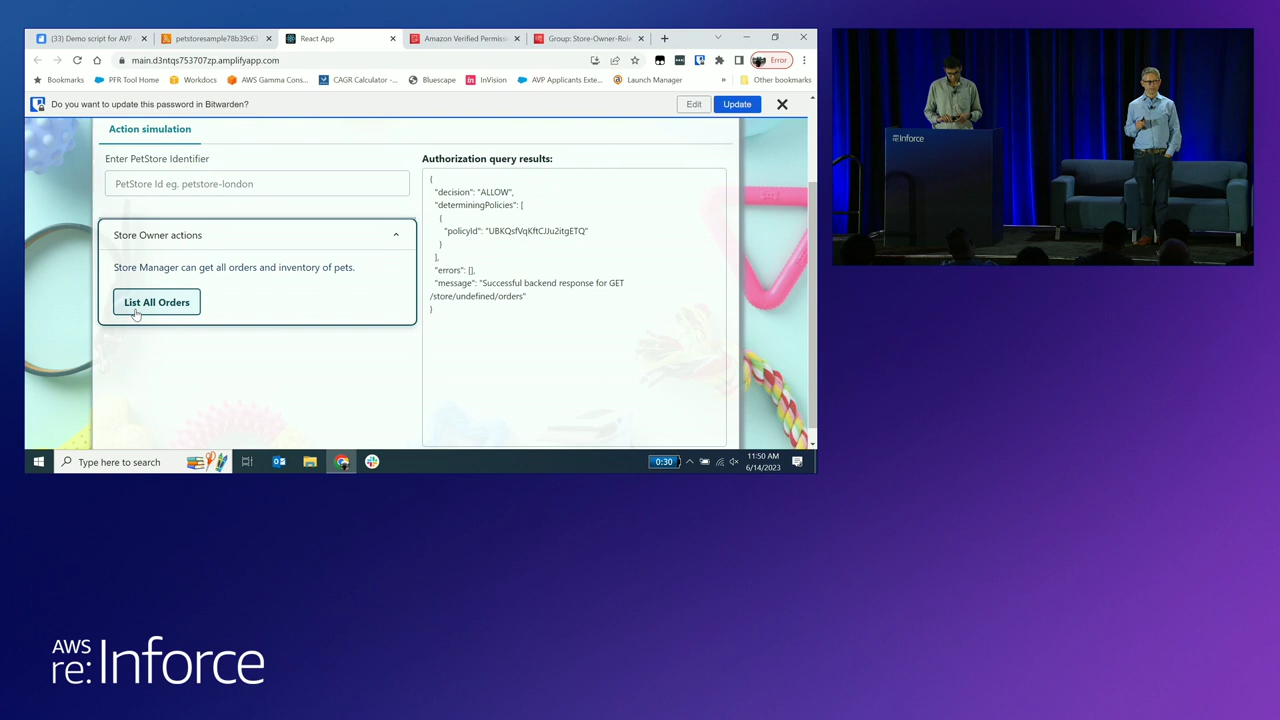 (33) Demo script for AVP
petstoresample78b39c63
React App
Amazon Verified Permiss
Group: Store-Owner-Role
main.d3ntqs753707zp.amplifyapp.com
Error
Bookmarks
PFR Tool Home
Workdocs
AWS Gamma Cons...
CAGR Calculator -...
Bluescape
InVision
AVP Applicants Exte...
Launch Manager
»
Other bookmarks
Do you want to update this password in Bitwarden?
Edit
Update
Action simulation
Enter PetStore Identifier
PetStore Id eg. petstore-london
Store Owner actions
Store Manager can get all orders and inventory of pets.
List All Orders
Authorization query results:
{
"decision": "ALLOW",
"determiningPolicies": [
{
"policyId": "UBKQsfVqKftCJJu2itgETQ"
}
],
"errors": [],
"message": "Successful backend response for GET
/store/undefined/orders"
}
Type here to search
0:30
11:50 AM
6/14/2023
aws re:Inforce
AWS
re:Inforce